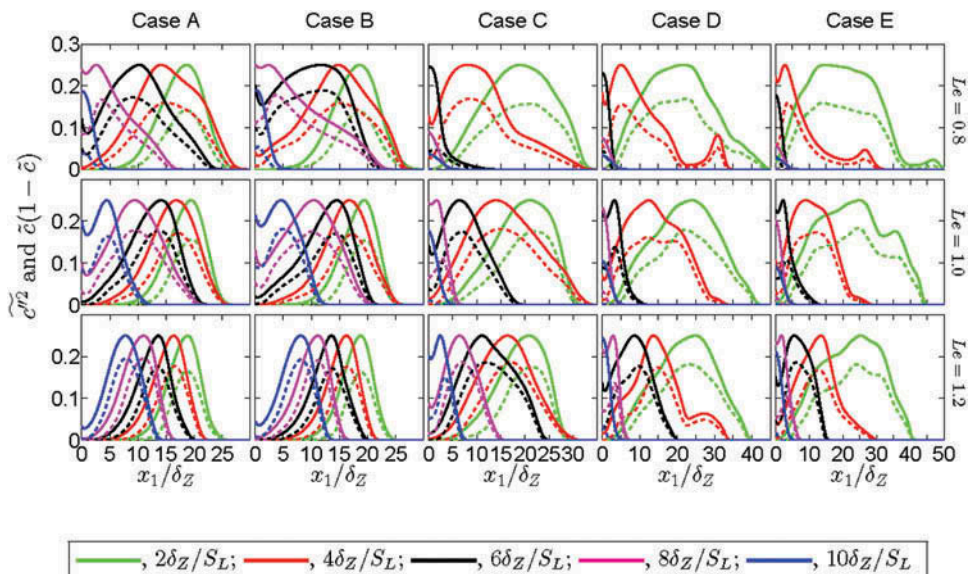 Case A Case B Case C Case D Case E
0.3
0.2
0.1
0
Le = 0.8
0.2
0.1
0
Le = 1.0
0.2
0.1
0
Le = 1.2
$\widetilde{c''^2}$ and $\tilde{c}(1-\tilde{c})$
0 5 10 15 20 25 0 5 10 15 20 25 0 5 10 15 20 25 30 35 0 10 20 30 40 0 10 20 30 40 50
x₁/δ_Z x₁/δ_Z x₁/δ_Z x₁/δ_Z x₁/δ_Z
, 2δ_Z/S_L; , 4δ_Z/S_L; , 6δ_Z/S_L; , 8δ_Z/S_L; , 10δ_Z/S_L